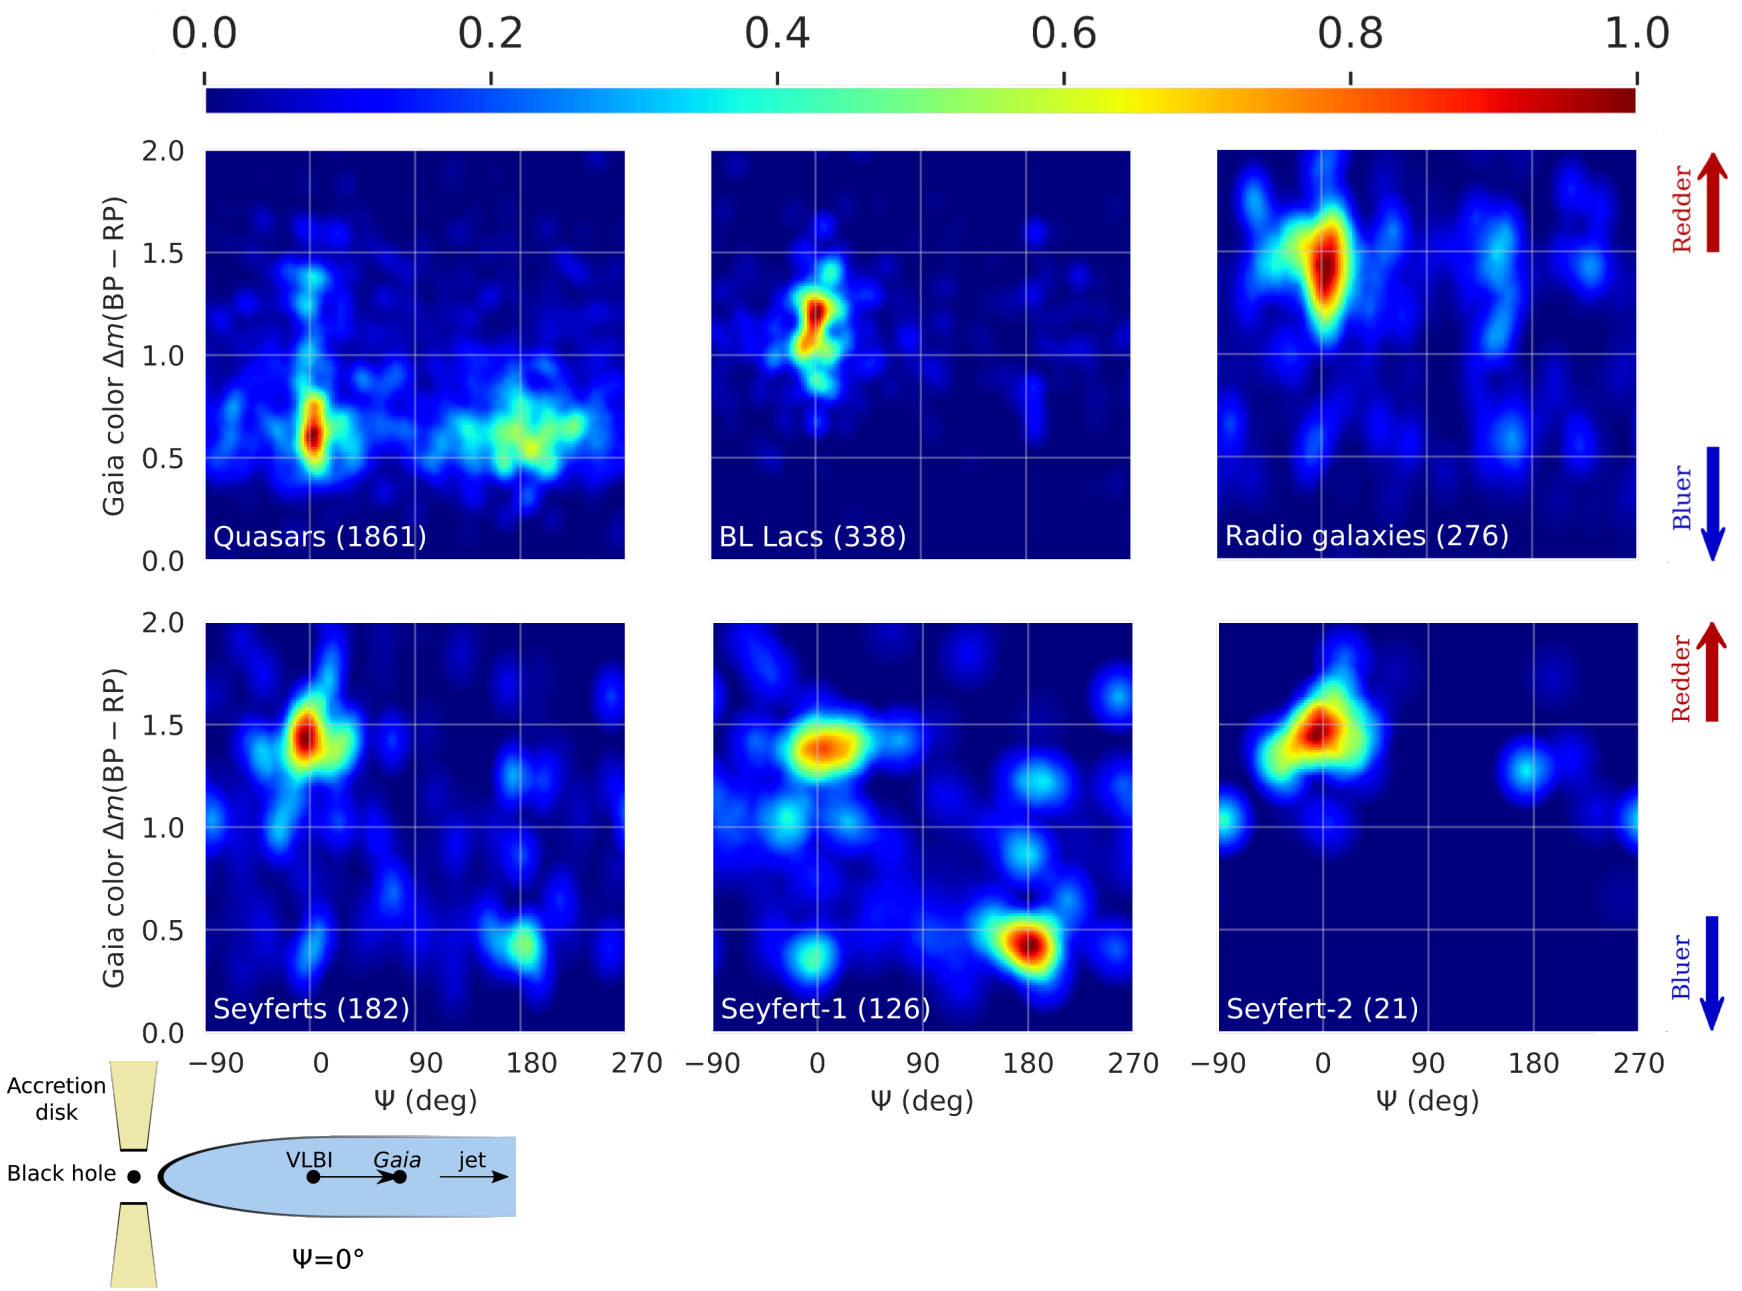 0.0 0.2 0.4 0.6 0.8 1.0
2.0
1.5
1.0
0.5
0.0
Gaia color Δm(BP − RP)
Quasars (1861)
BL Lacs (338)
Radio galaxies (276)
Redder
Bluer
2.0
1.5
1.0
0.5
0.0
Gaia color Δm(BP − RP)
Seyferts (182)
Seyfert-1 (126)
Seyfert-2 (21)
Redder
Bluer
−90 0 90 180 270
−90 0 90 180 270
−90 0 90 180 270
Ψ (deg)
Ψ (deg)
Ψ (deg)
Accretion
disk
Black hole
VLBI
Gaia
jet
Ψ=0°